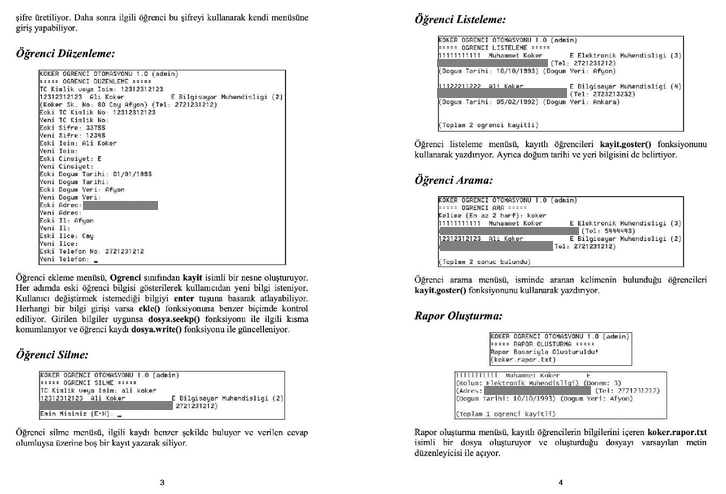 şifre üretiliyor. Daha sonra ilgili öğrenci bu şifreyi kullanarak kendi menüsüne
giriş yapabiliyor.
Öğrenci Düzenleme:
KOKER OGRENCI OTOMASYONU 1.0 (admin)
===== OGRENCI DUZENLEME =====
TC Kimlik veya Isim: 12312312123
12312312123 Ali Koker E Bilgisayar Muhendisligi (2)
(Koker Sk. No: 60 Cay Afyon) (Tel: 2721231212)
Eski TC Kimlik No: 12312312123
Yeni TC Kimlik No:
Eski Sifre: 33755
Yeni Sifre: 12345
Eski Isim: Ali Koker
Yeni Isim:
Eski Cinsiyet: E
Yeni Cinsiyet:
Eski Dogum Tarihi: 01/01/1993
Yeni Dogum Tarihi:
Eski Dogum Yeri: Afyon
Yeni Dogum Yeri:
Eski Adres:
Yeni Adres:
Eski Il: Afyon
Yeni Il:
Eski Ilce: Cay
Yeni Ilce:
Eski Telefon No: 2721231212
Yeni Telefon: _
Öğrenci ekleme menüsü, Ogrenci sınıfından kayit isimli bir nesne oluşturuyor.
Her adımda eski öğrenci bilgisi gösterilerek kullanıcıdan yeni bilgi isteniyor.
Kullanıcı değiştirmek istemediği bilgiyi enter tuşuna basarak atlayabiliyor.
Herhangi bir bilgi girişi varsa ekle() fonksiyonuna benzer biçimde kontrol
ediliyor. Girilen bilgiler uygunsa dosya.seekp() fonksiyonu ile ilgili kısma
konumlanıyor ve öğrenci kaydı dosya.write() fonksiyonu ile güncelleniyor.
Öğrenci Silme:
KOKER OGRENCI OTOMASYONU 1.0 (admin)
===== OGRENCI SILME =====
TC Kimlik veya Isim: ali koker
12312312123 Ali Koker E Bilgisayar Muhendisligi (2)
2721231212)
Emin Misiniz (E-H): _
Öğrenci silme menüsü, ilgili kaydı benzer şekilde buluyor ve verilen cevap
olumluysa üzerine boş bir kayıt yazarak siliyor.
3
Öğrenci Listeleme:
KOKER OGRENCI OTOMASYONU 1.0 (admin)
===== OGRENCI LISTELEME =====
11111111111 Muhammet Koker E Elektronik Muhendisligi (3)
(Tel: 2721231212)
(Dogum Tarihi: 10/10/1993) (Dogum Yeri: Afyon)
11122211222 Ali Koker E Bilgisayar Muhendisligi (4)
(Tel: 2723213232)
(Dogum Tarihi: 05/02/1992) (Dogum Yeri: Ankara)
(Toplam 2 ogrenci kayitli)
Öğrenci listeleme menüsü, kayıtlı öğrencileri kayit.goster() fonksiyonunu
kullanarak yazdırıyor. Ayrıca doğum tarihi ve yeri bilgisini de belirtiyor.
Öğrenci Arama:
KOKER OGRENCI OTOMASYONU 1.0 (admin)
===== OGRENCI ARA =====
Kelime (En az 2 harf): koker
11111111111 Muhammet Koker E Elektronik Muhendisligi (3)
(Tel: 5444443)
12312312123 Ali Koker E Bilgisayar Muhendisligi (2)
Tel: 2721231212)
(Toplam 2 sonuc bulundu)
Öğrenci arama menüsü, isminde aranan kelimenin bulunduğu öğrencileri
kayit.goster() fonksiyonunu kullanarak yazdırıyor.
Rapor Oluşturma:
KOKER OGRENCI OTOMASYONU 1.0 (admin)
===== RAPOR OLUSTURMA =====
Rapor Basariyla Olusturuldu!
(koker.rapor.txt)
11111111111 Muhammet Koker E
(Bolum: Elektronik Muhendisligi) (Donem: 3)
(Adres: (Tel: 2721231212)
(Dogum Tarihi: 10/10/1993) (Dogum Yeri: Afyon)
(Toplam 1 ogrenci kayitli)
Rapor oluşturma menüsü, kayıtlı öğrencilerin bilgilerini içeren koker.rapor.txt
isimli bir dosya oluşturuyor ve oluşturduğu dosyayı varsayılan metin
düzenleyicisi ile açıyor.
4